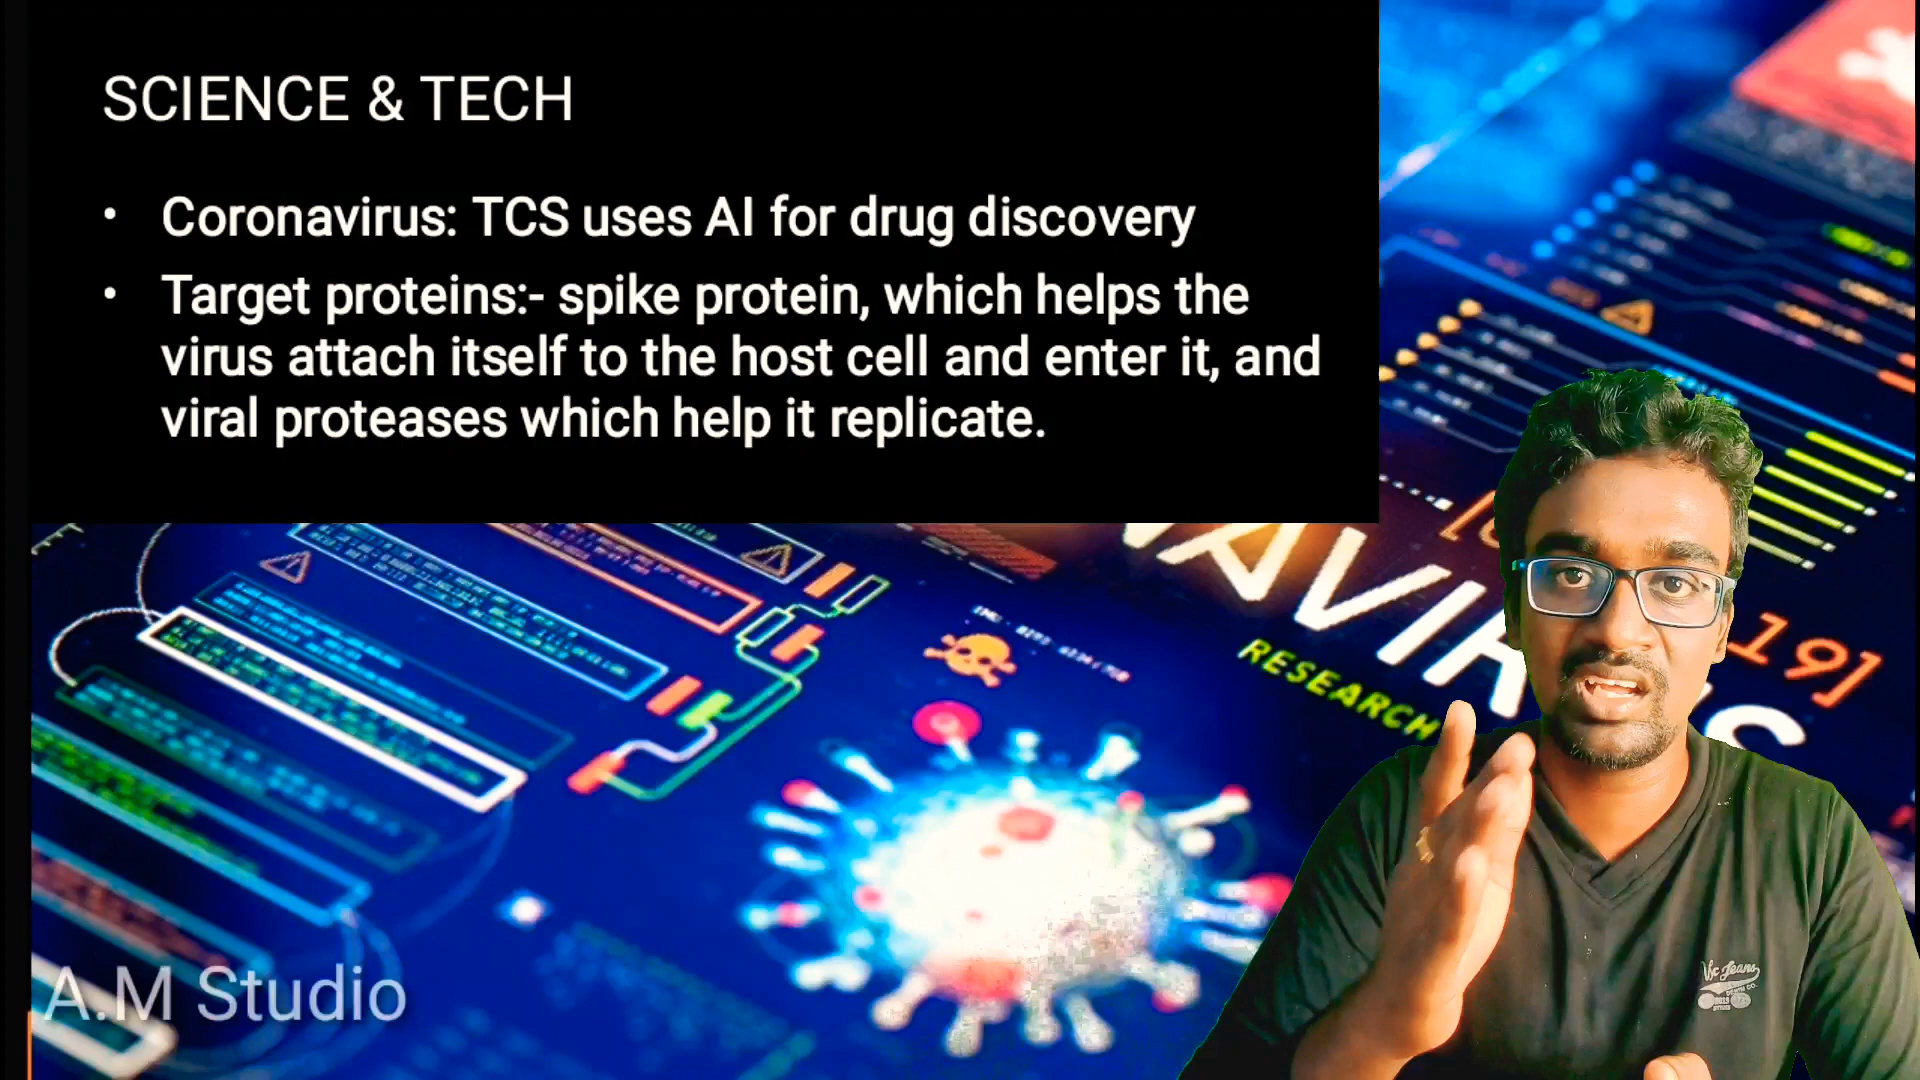 SCIENCE & TECH
• Coronavirus: TCS uses AI for drug discovery
• Target proteins:- spike protein, which helps the
virus attach itself to the host cell and enter it, and
viral proteases which help it replicate.
RESEARCH
19]
A.M Studio